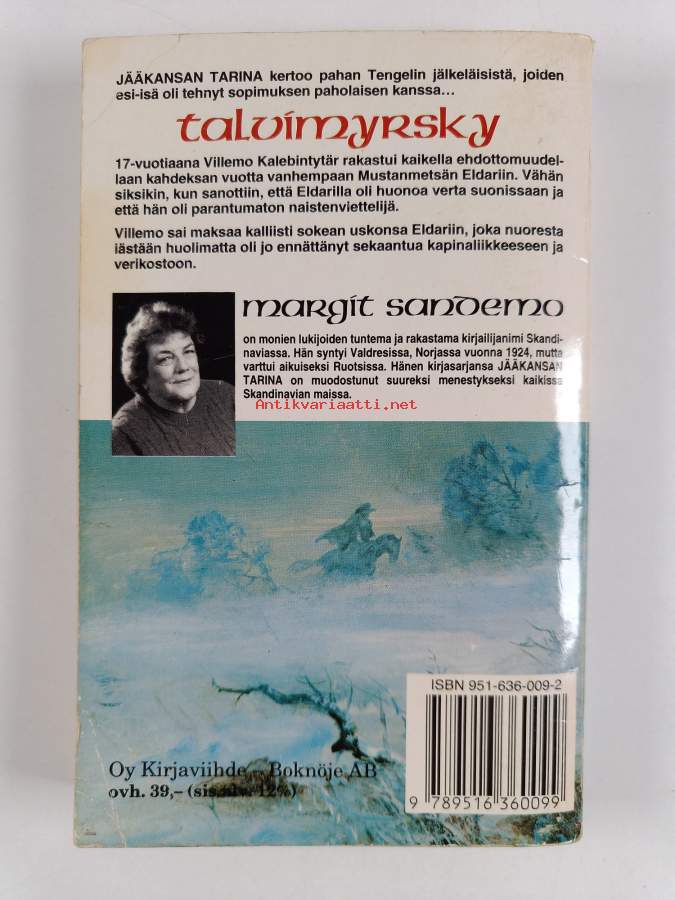 JÄÄKANSAN TARINA kertoo pahan Tengelin jälkeläisistä, joiden
esi-isä oli tehnyt sopimuksen paholaisen kanssa...
talvimyrsky
17-vuotiaana Villemo Kalebintytär rakastui kaikella ehdottomuudel-
laan kahdeksan vuotta vanhempaan Mustanmetsän Eldariin. Vähän
siksikin, kun sanottiin, että Eldarilla oli huonoa verta suonissaan ja
että hän oli parantumaton naistenviettelijä.
Villemo sai maksaa kalliisti sokean uskonsa Eldariin, joka nuoresta
iästään huolimatta oli jo ennättänyt sekaantua kapinaliikkeeseen ja
verikostoon.
margit sandemo
on monien lukijoiden tuntema ja rakastama kirjailijanimi Skandi-
naviassa. Hän syntyi Valdresissa, Norjassa vuonna 1924, mutta
varttui aikuiseksi Ruotsissa. Hänen kirjasarjansa JÄÄKANSAN
TARINA on muodostunut suureksi menestykseksi kaikissa
Skandinavian maissa.
Antikvariaatti.net
ISBN 951-636-009-2
Oy Kirjaviihde – Boknöje AB
ovh. 39,– (sis. alv. 12%)
9 789516 360099